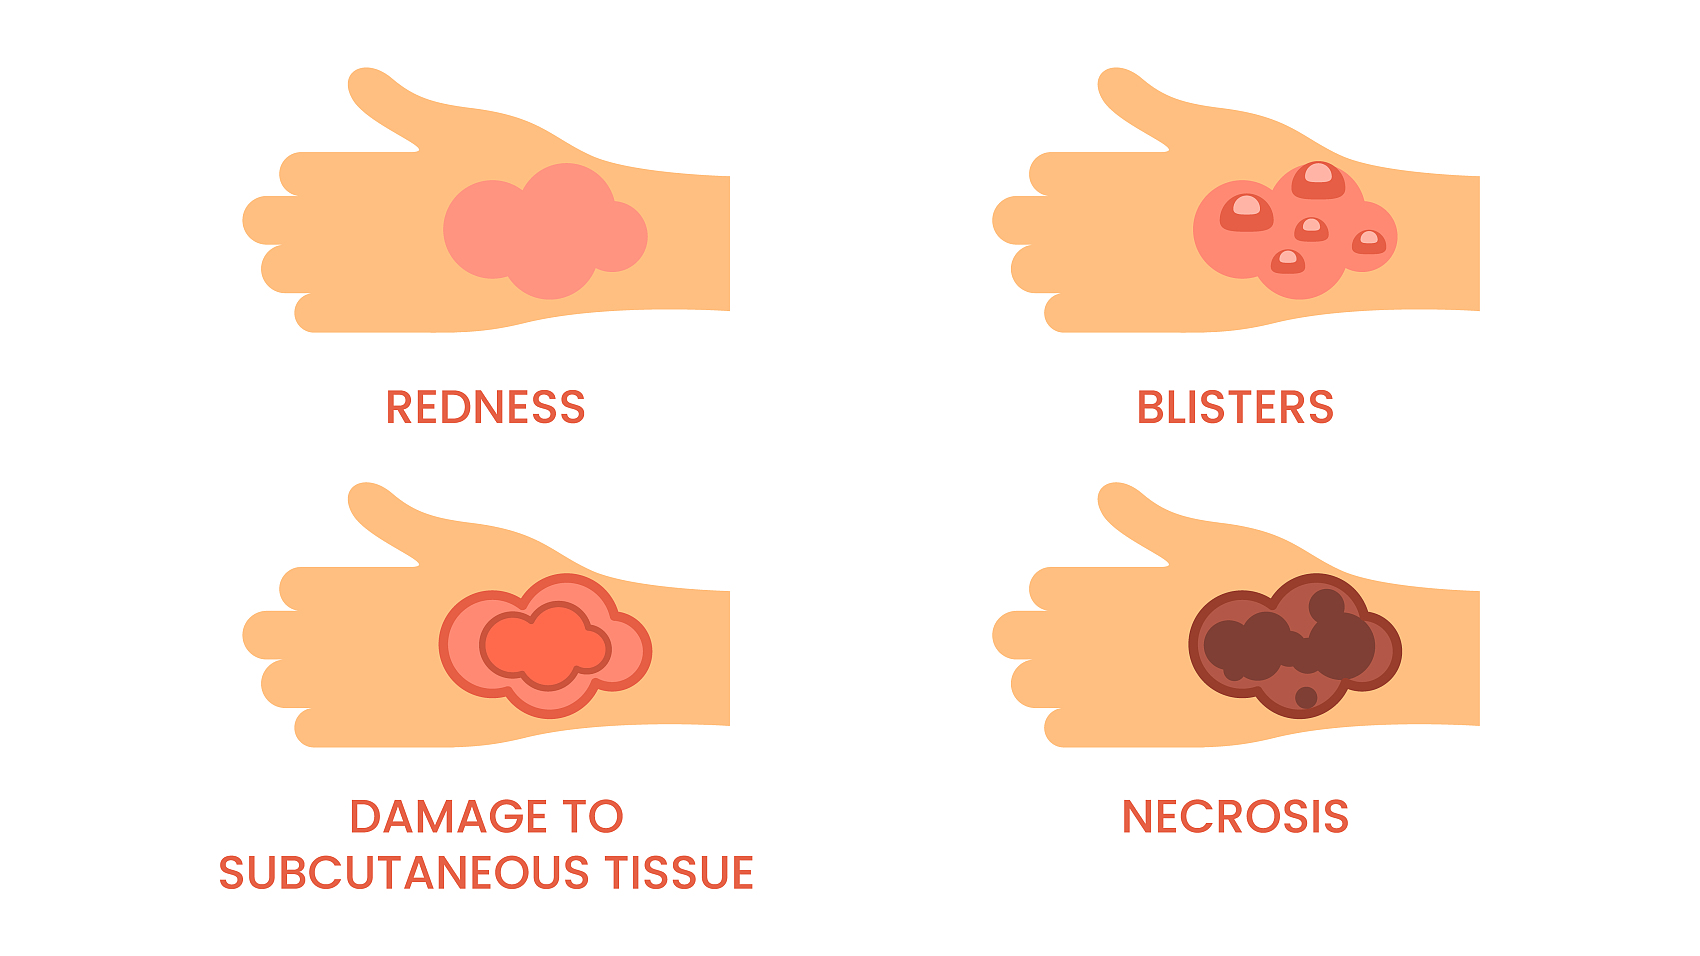 REDNESS
BLISTERS
DAMAGE TO
SUBCUTANEOUS TISSUE
NECROSIS